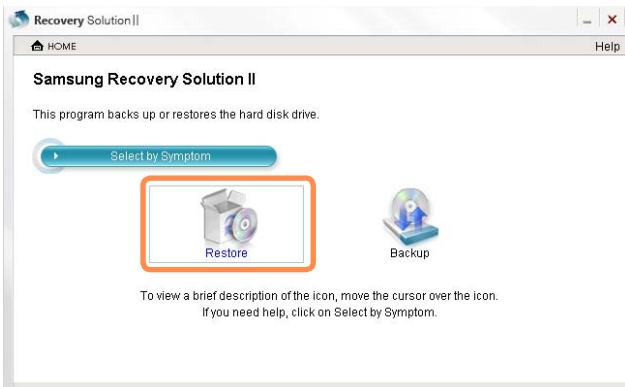 Recovery Solution II
HOME
Help
Samsung Recovery Solution II
This program backs up or restores the hard disk drive.
Select by Symptom
Restore
Backup
To view a brief description of the icon, move the cursor over the icon.
If you need help, click on Select by Symptom.